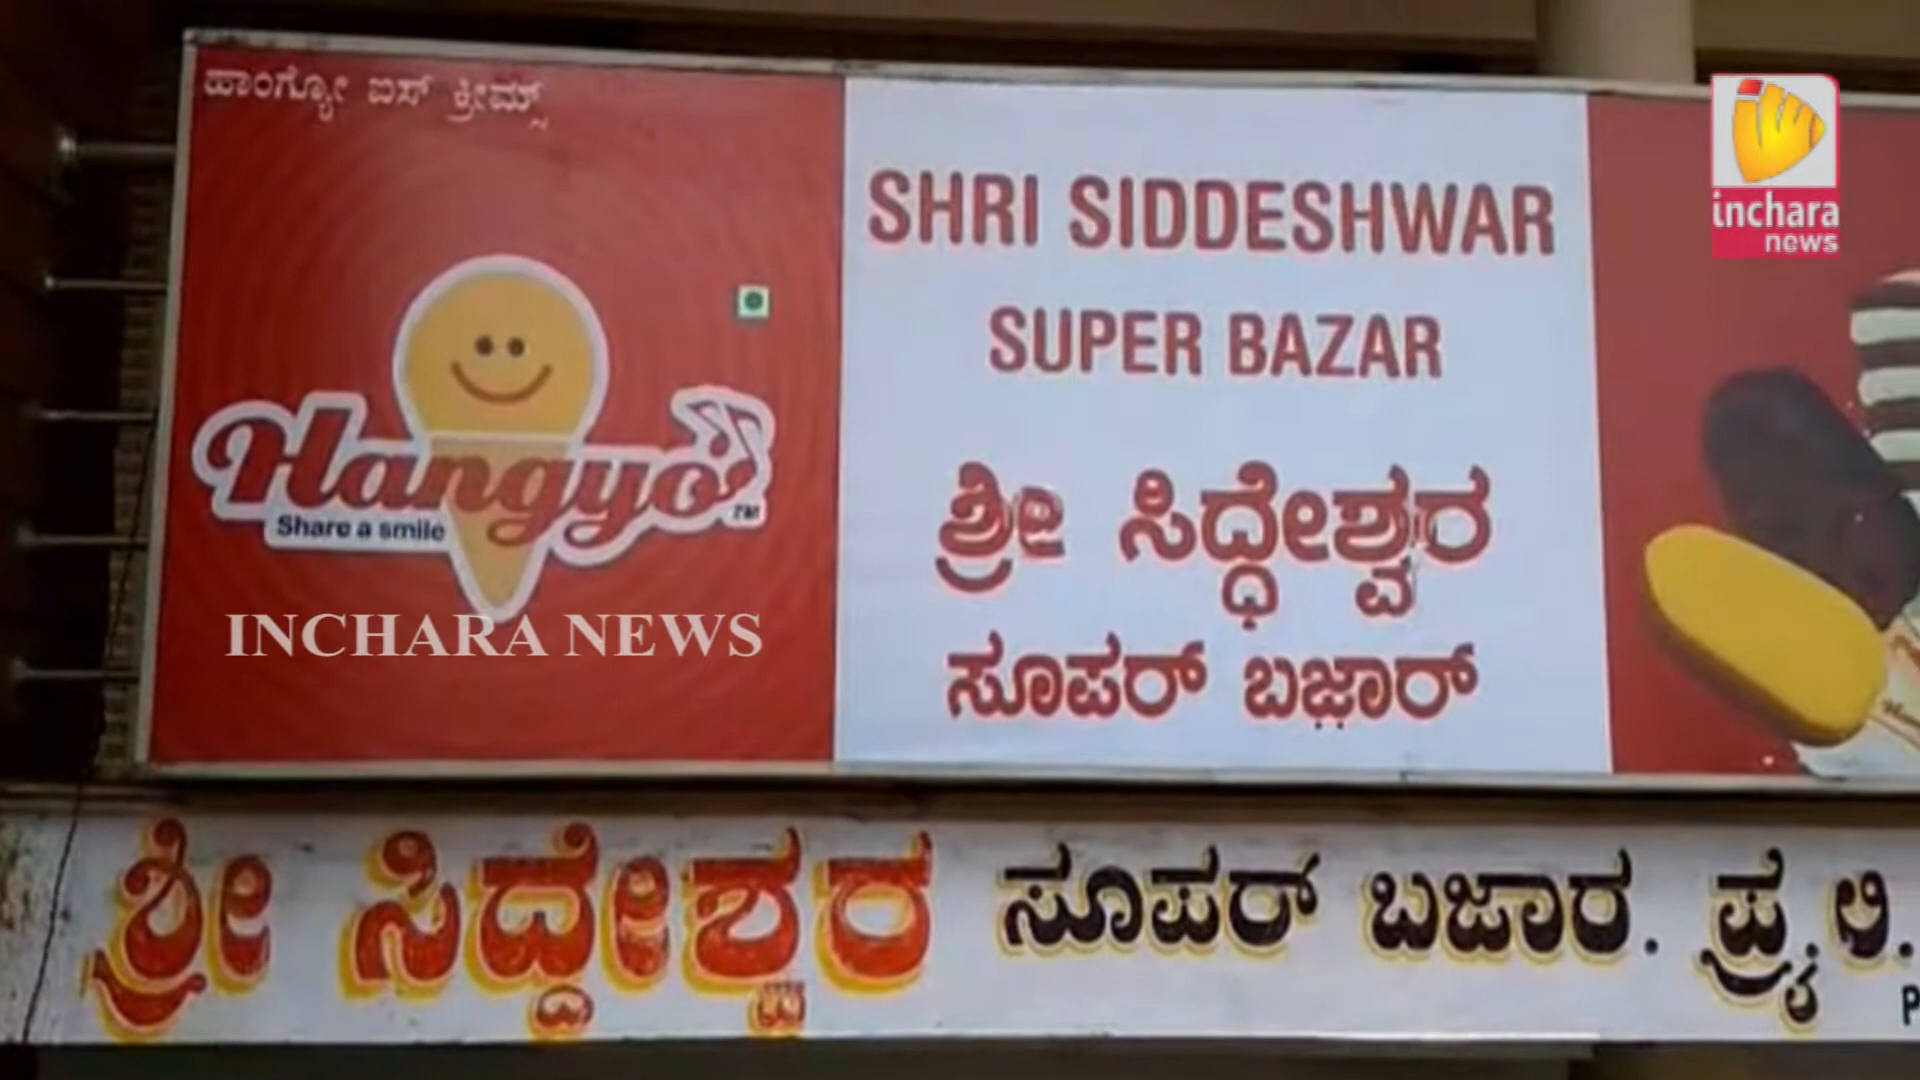 ಹಾಂಗ್ಯೋ ಐಸ್ ಕ್ರೀಮ್ಸ್
inchara
news
SHRI SIDDESHWAR
SUPER BAZAR
Hangyo TM
Share a smile
ಶ್ರೀ ಸಿದ್ಧೇಶ್ವರ
ಸೂಪರ್ ಬಜಾರ್
INCHARA NEWS
ಶ್ರೀ ಸಿದ್ದೇಶ್ವರ ಸೂಪರ್ ಬಜಾರ. ಪ್ರೈ.ಲಿ.